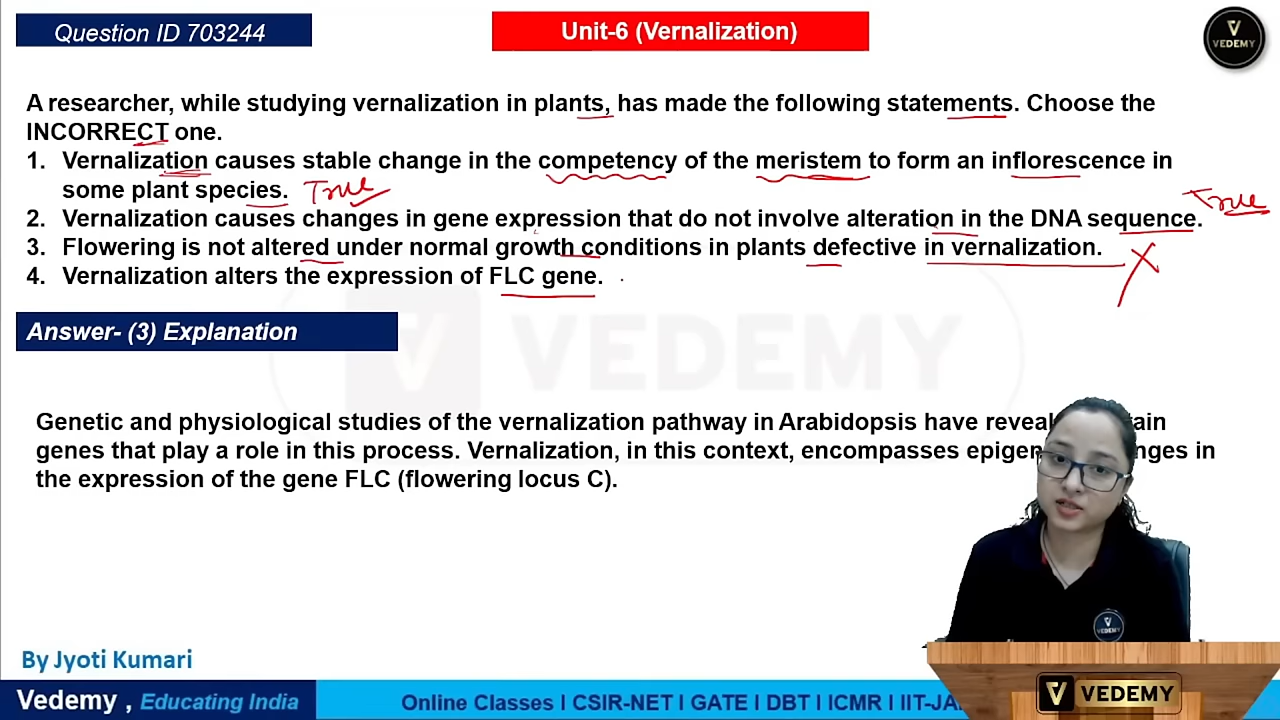 Question ID 703244
Unit-6 (Vernalization)
VEDEMY
A researcher, while studying vernalization in plants, has made the following statements. Choose the
INCORRECT one.
1. Vernalization causes stable change in the competency of the meristem to form an inflorescence in
some plant species. True
True
2. Vernalization causes changes in gene expression that do not involve alteration in the DNA sequence.
3. Flowering is not altered under normal growth conditions in plants defective in vernalization.
4. Vernalization alters the expression of FLC gene.
Answer- (3) Explanation
VEDEMY
Genetic and physiological studies of the vernalization pathway in Arabidopsis have
genes that play a role in this process. Vernalization, in this context, encompasses in
the expression of the gene FLC (flowering locus C).
VEDEMY
By Jyoti Kumari
VEDEMY
Vedemy , Educating India
Online Classes I CSIR-NET I GATE I DBT I ICMR I